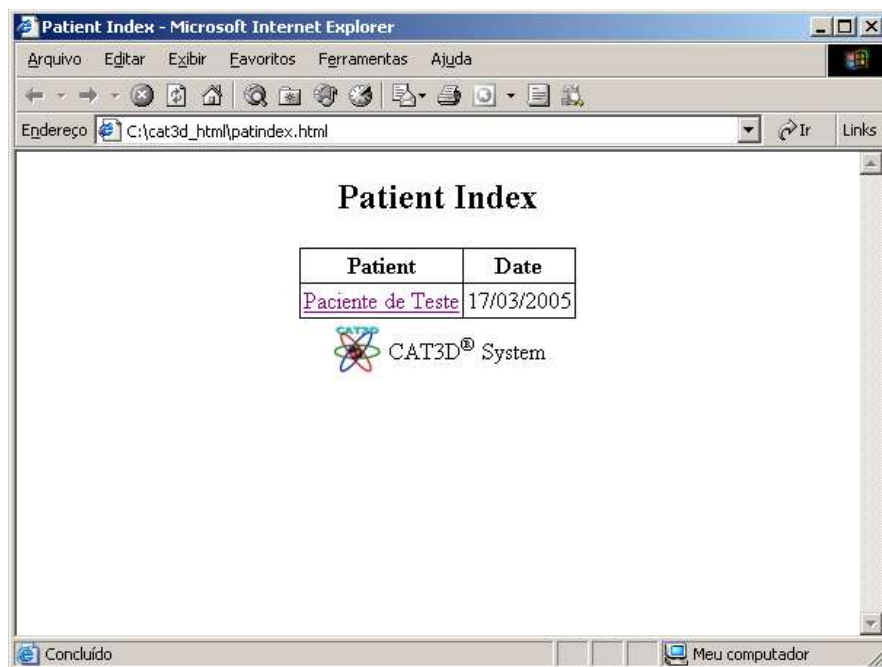 Patient Index - Microsoft Internet Explorer
Arquivo Editar Exibir Favoritos Ferramentas Ajuda
Endereço C:\cat3d_html\patindex.html Ir Links
Patient Index
Patient Date
Paciente de Teste 17/03/2005
CAT3D
CAT3D® System
Concluído Meu computador